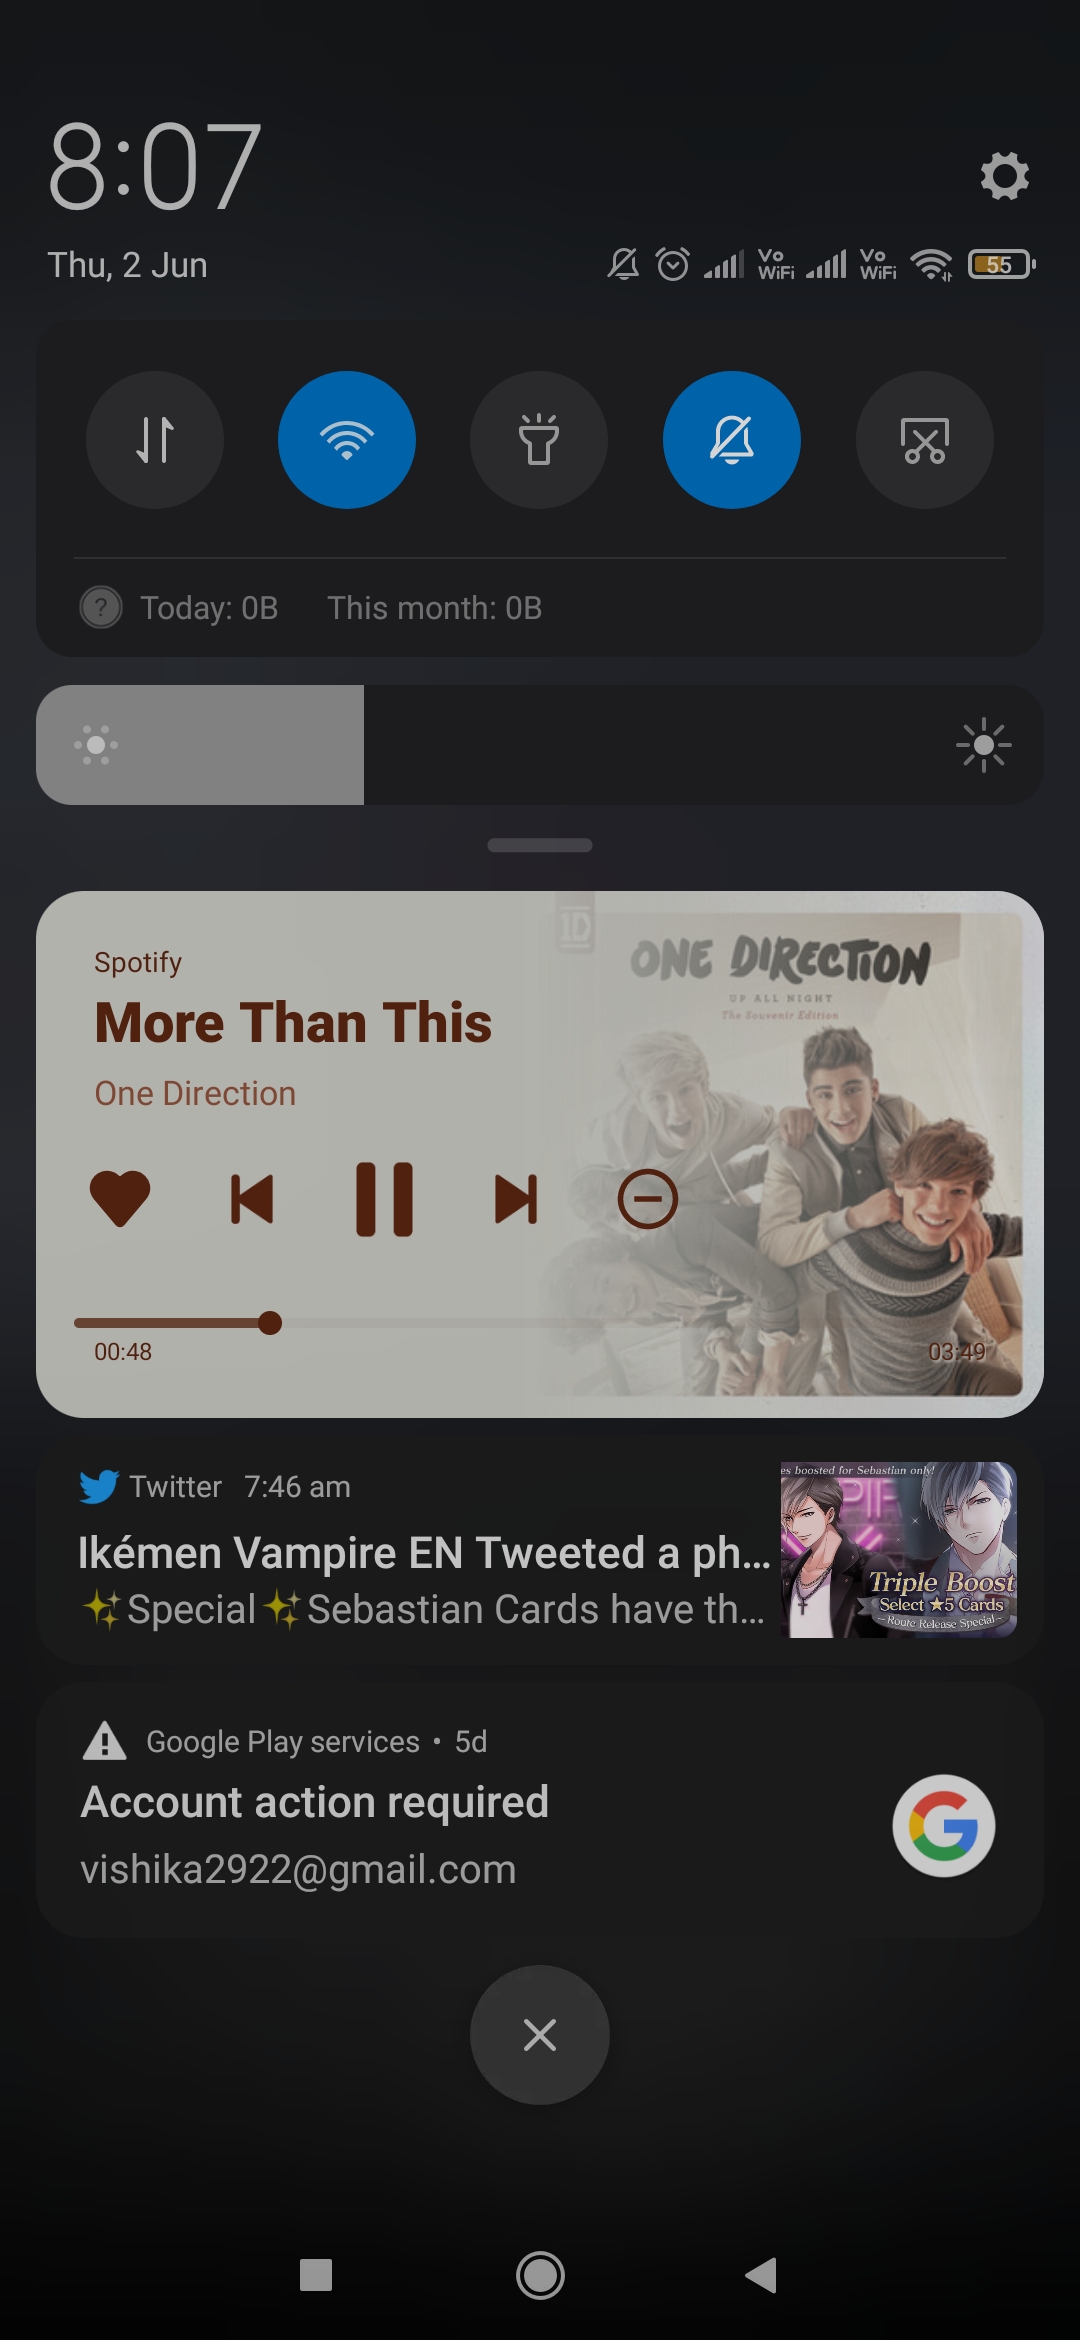 8:07
Thu, 2 Jun
Vo WiFi
Vo WiFi
55
Today: 0B This month: 0B
Spotify
1D
ONE DIRECTION
UP ALL NIGHT
The Souvenir Edition
More Than This
One Direction
00:48
03:49
Twitter 7:46 am
Ikémen Vampire EN Tweeted a ph...
✨Special✨Sebastian Cards have th...
es boosted for Sebastian only!
Triple Boost
Select ★5 Cards
~Route Release Special~
Google Play services • 5d
Account action required
vishika2922@gmail.com